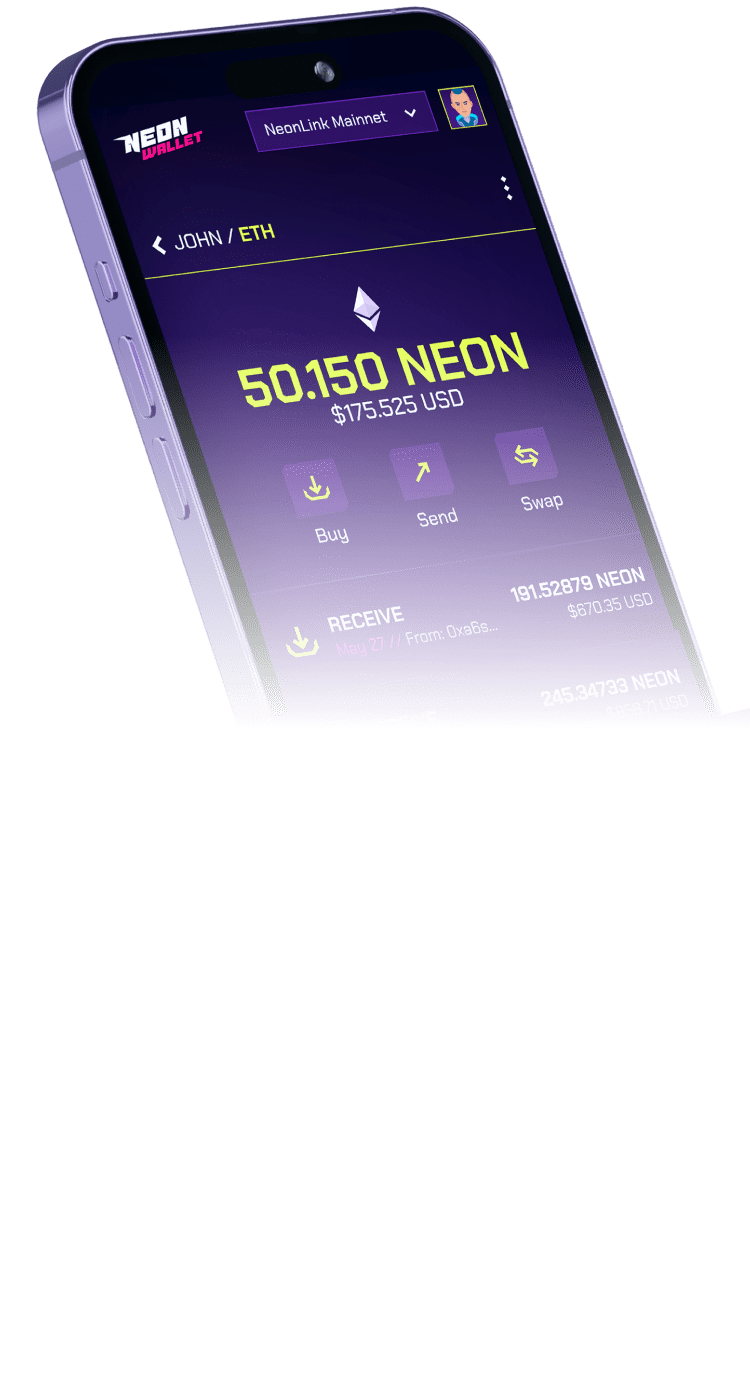 NEON
WALLET
NeonLink Mainnet
JOHN / ETH
50.150 NEON
$175.525 USD
Buy
Send
Swap
RECEIVE
191.52879 NEON
May 27 // From: 0xa6s...
$670.35 USD
245.34733 NEON